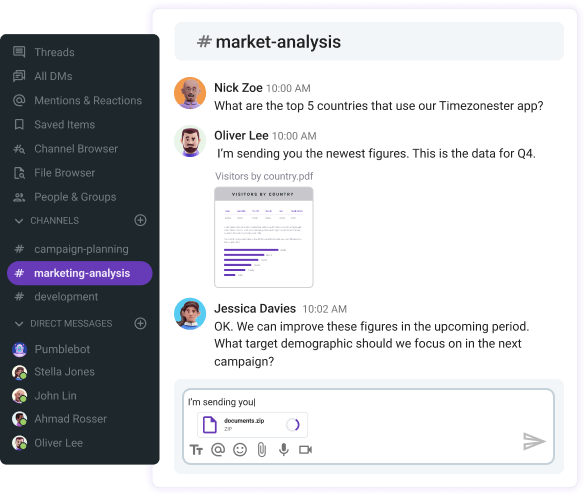 Threads
All DMs
Mentions & Reactions
Saved Items
Channel Browser
File Browser
People & Groups
CHANNELS
# campaign-planning
# marketing-analysis
# development
DIRECT MESSAGES
Pumblebot
Stella Jones
John Lin
Ahmad Rosser
Oliver Lee
# market-analysis
Nick Zoe 10:00 AM
What are the top 5 countries that use our Timezonester app?
Oliver Lee 10:00 AM
I'm sending you the newest figures. This is the data for Q4.
Visitors by country.pdf
VISITORS BY COUNTRY
Jessica Davies 10:02 AM
OK. We can improve these figures in the upcoming period.
What target demographic should we focus on in the next
campaign?
I'm sending you
documents.zip
ZIP
TT